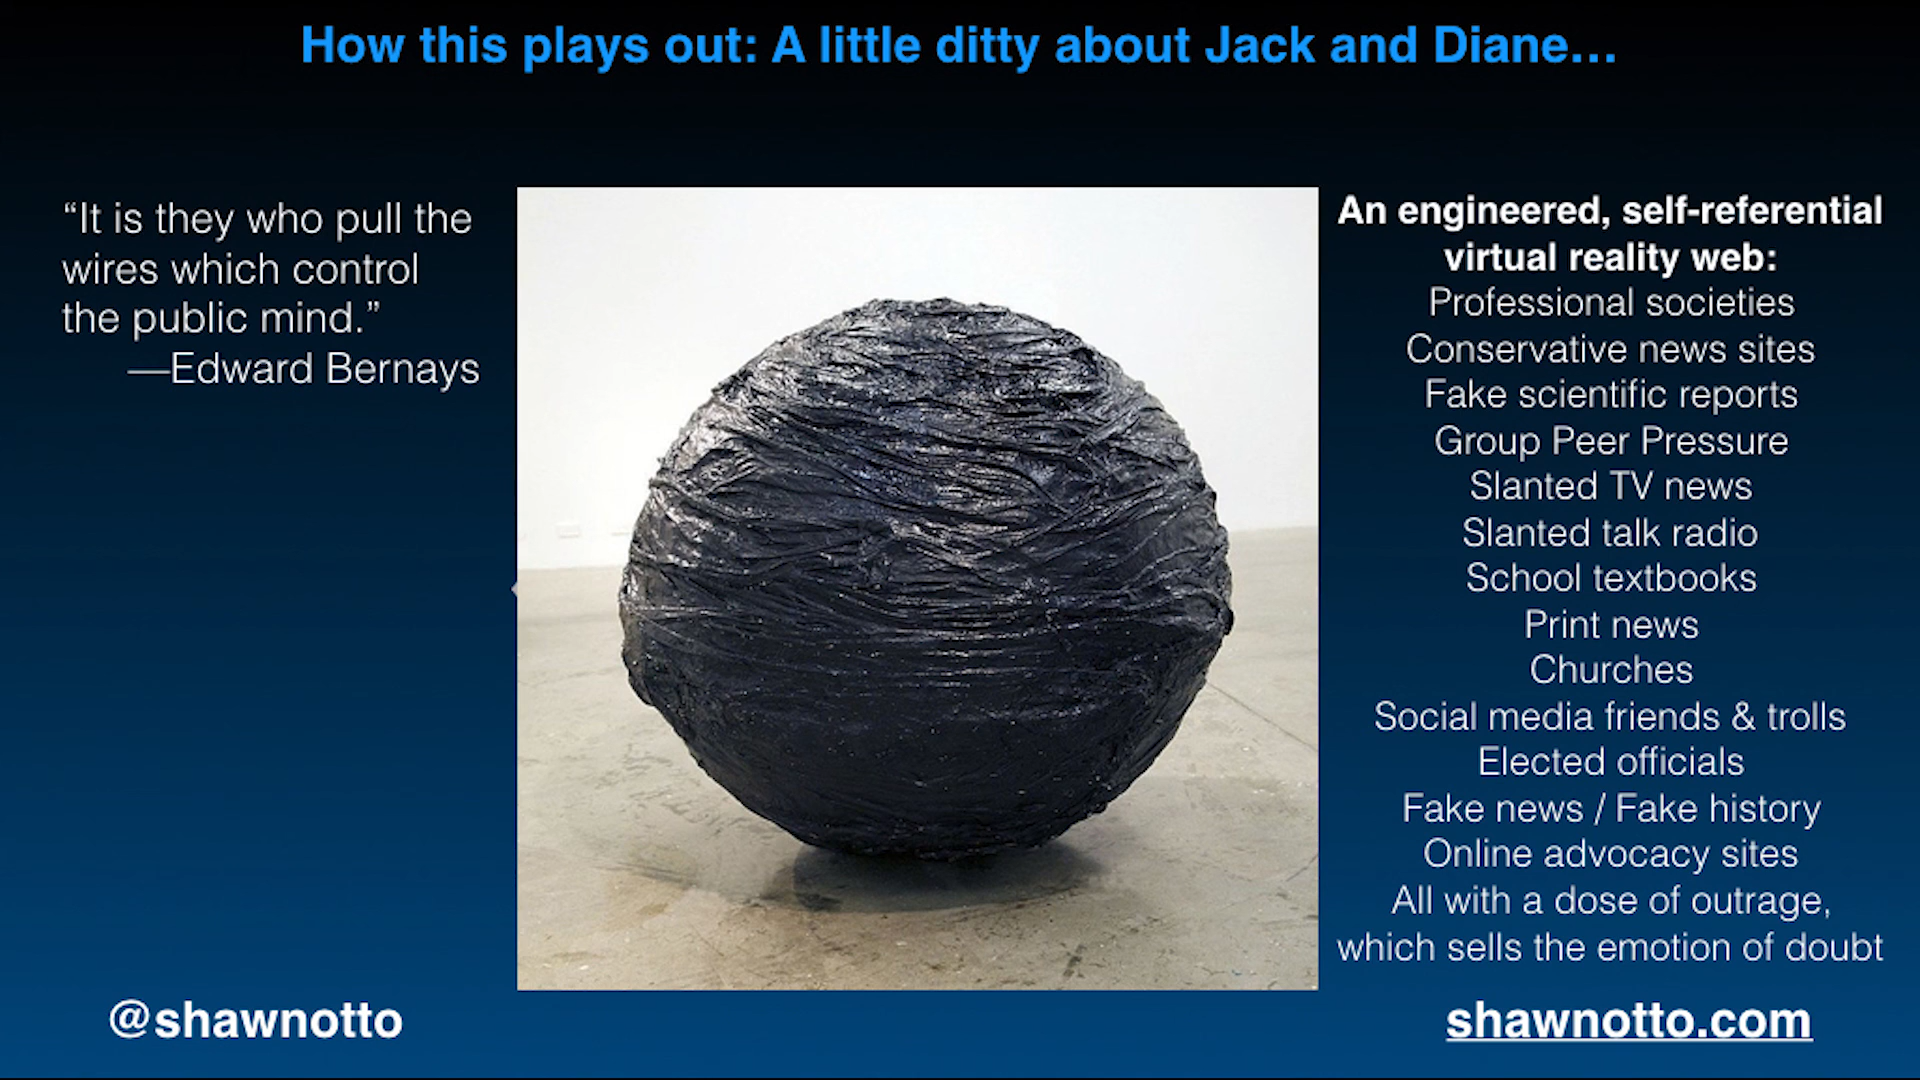 How this plays out: A little ditty about Jack and Diane…
“It is they who pull the
wires which control
the public mind.”
—Edward Bernays
An engineered, self-referential
virtual reality web:
Professional societies
Conservative news sites
Fake scientific reports
Group Peer Pressure
Slanted TV news
Slanted talk radio
School textbooks
Print news
Churches
Social media friends & trolls
Elected officials
Fake news / Fake history
Online advocacy sites
All with a dose of outrage,
which sells the emotion of doubt
@shawnotto
shawnotto.com